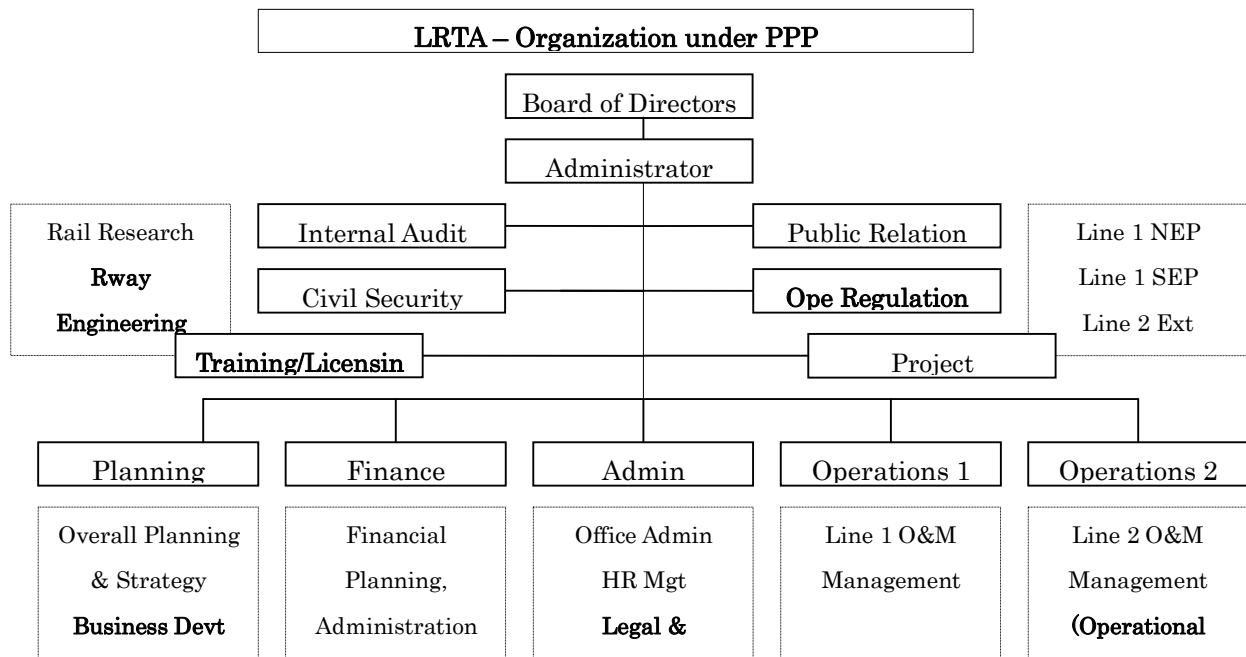 LRTA – Organization under PPP
Board of Directors
Administrator
Rail Research
Rway
Engineering
Internal Audit
Public Relation
Line 1 NEP
Line 1 SEP
Line 2 Ext
Civil Security
Ope Regulation
Training/Licensin
Project
Planning
Finance
Admin
Operations 1
Operations 2
Overall Planning
& Strategy
Business Devt
Financial
Planning,
Administration
Office Admin
HR Mgt
Legal &
Line 1 O&M
Management
Line 2 O&M
Management
(Operational